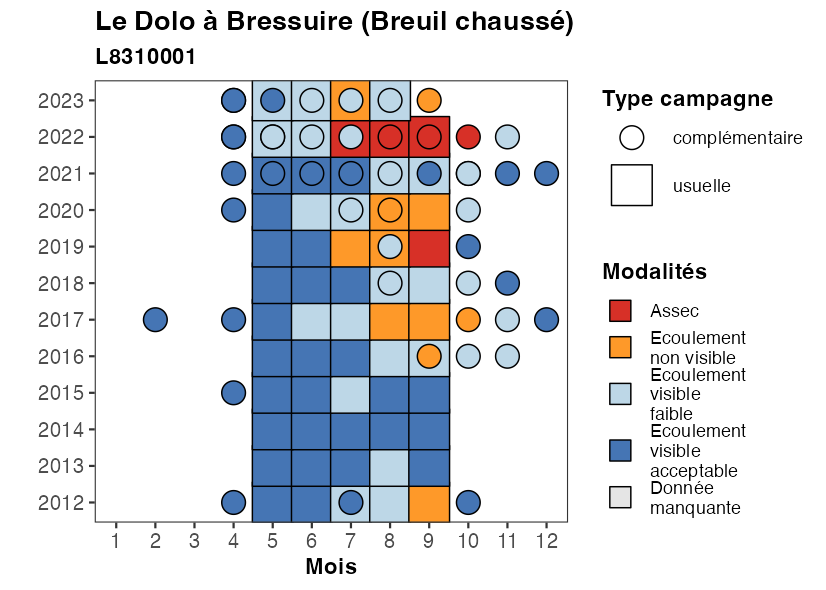 Le Dolo à Bressuire (Breuil chaussé)
L8310001
2023
2022
2021
2020
2019
2018
2017
2016
2015
2014
2013
2012
1 2 3 4 5 6 7 8 9 10 11 12
Mois
Type campagne
complémentaire
usuelle
Modalités
Assec
Ecoulement
non visible
Ecoulement
visible
faible
Ecoulement
visible
acceptable
Donnée
manquante